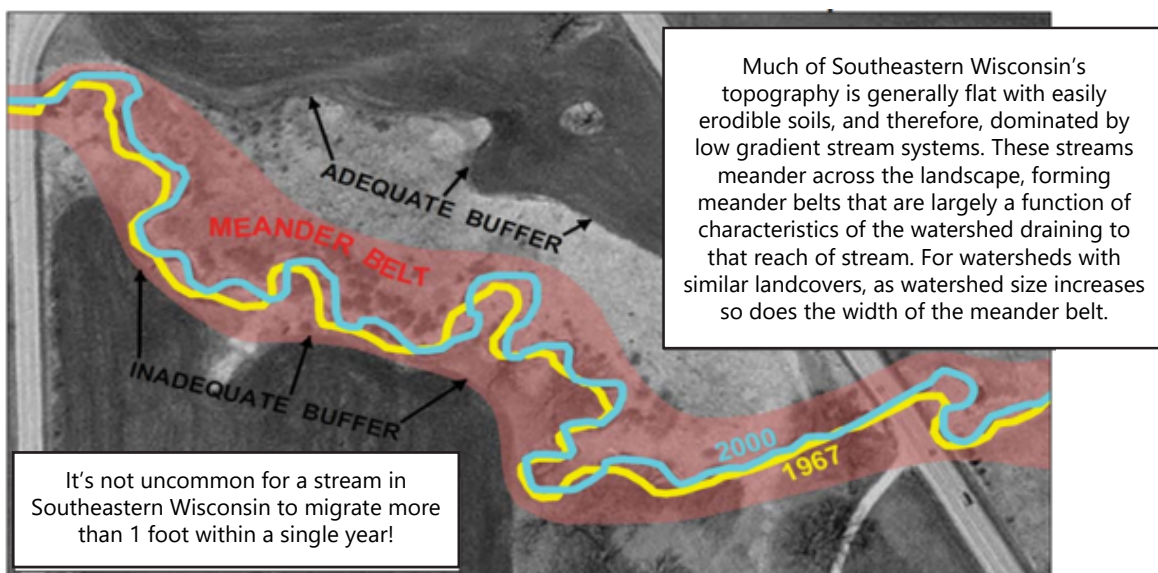 Much of Southeastern Wisconsin's
topography is generally flat with easily
erodible soils, and therefore, dominated by
low gradient stream systems. These streams
meander across the landscape, forming
meander belts that are largely a function of
characteristics of the watershed draining to
that reach of stream. For watersheds with
similar landcovers, as watershed size increases
so does the width of the meander belt.
ADEQUATE BUFFER
MEANDER BELT
INADEQUATE BUFFER
2000
1967
It's not uncommon for a stream in
Southeastern Wisconsin to migrate more
than 1 foot within a single year!